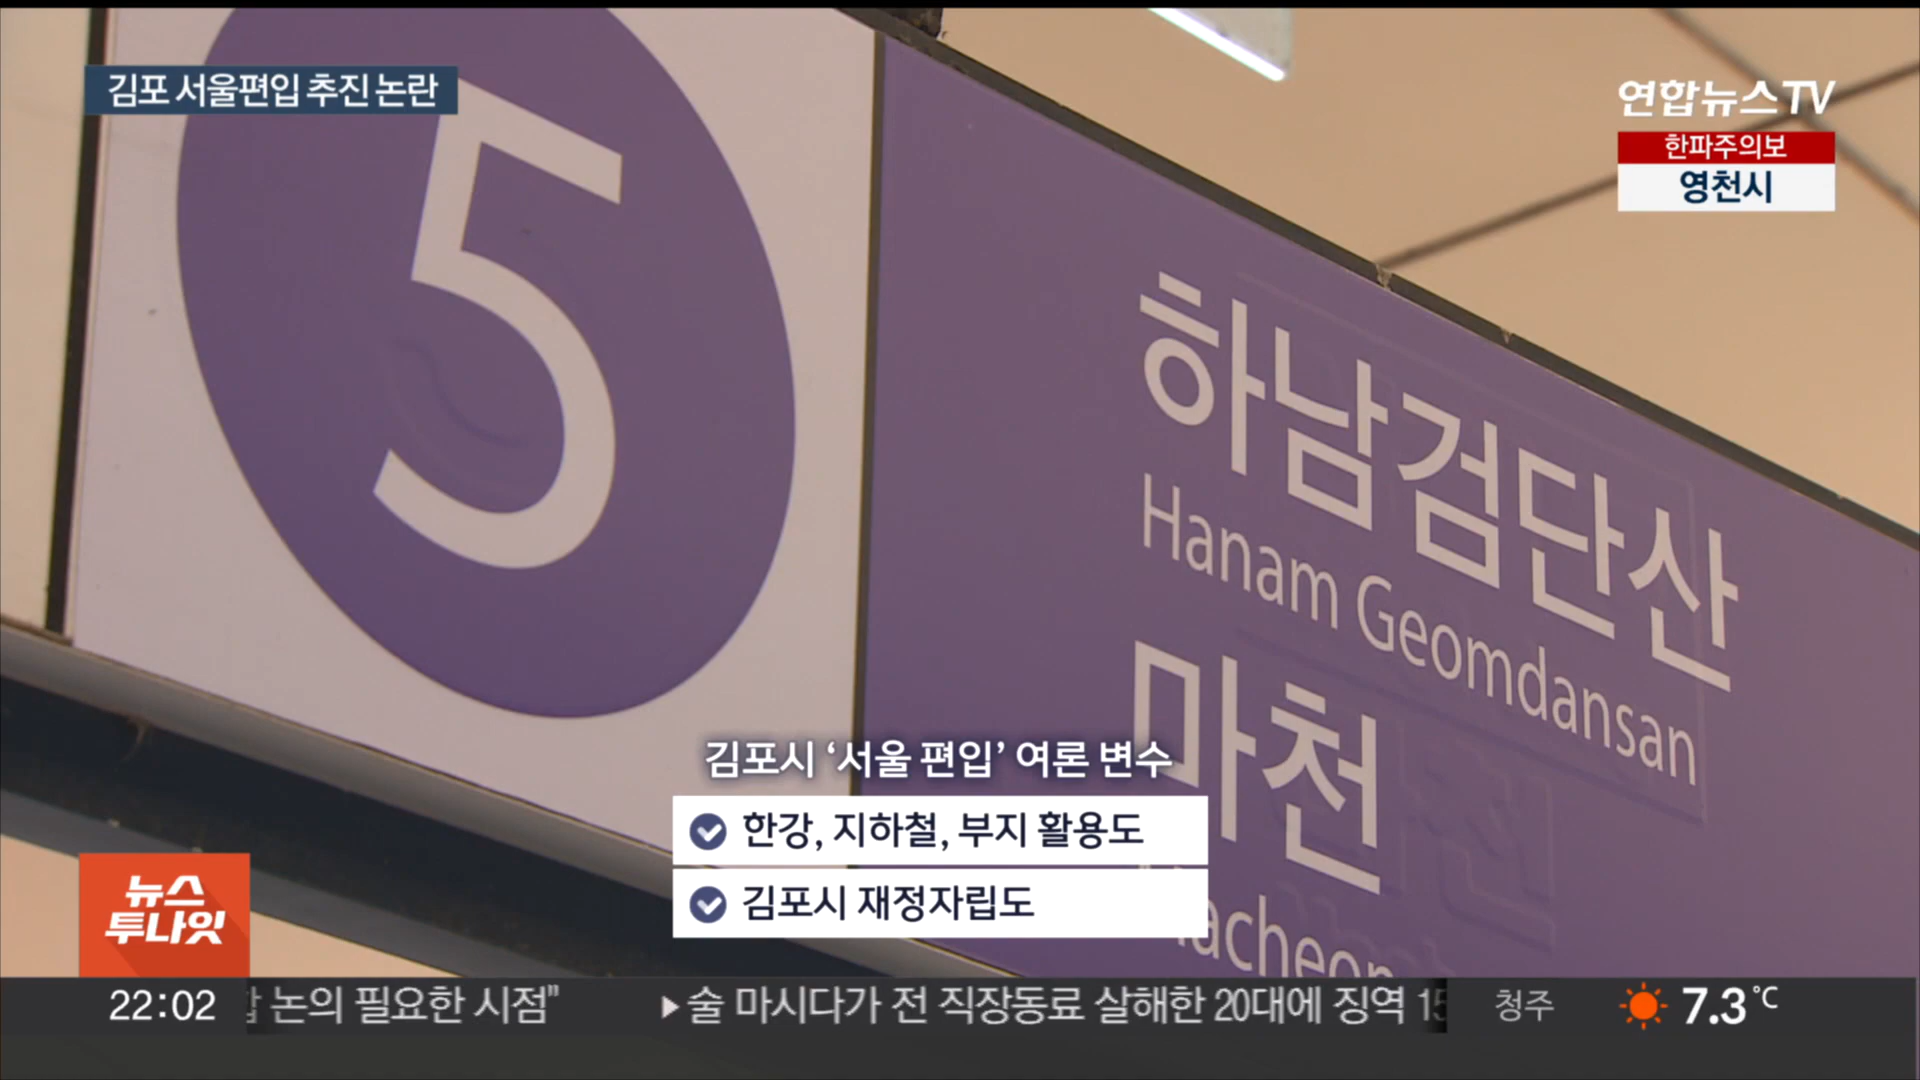 김포 서울편입 추진 논란
연합뉴스TV
한파주의보
영천시
5
하남검단산
Hanam Geomdansan
마천
김포시 ‘서울 편입’ 여론 변수
한강, 지하철, 부지 활용도
김포시 재정자립도
뉴스
투나잇
22:02
논의 필요한 시점”
▶술 마시다가 전 직장동료 살해한 20대에 징역
청주
7.3℃